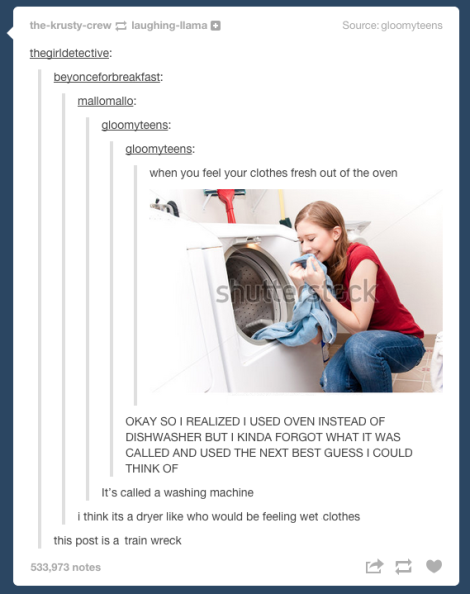 the-krusty-crew laughing-llama Source: gloomyteens
thegirldetective:
beyonceforbreakfast:
mallomallo:
gloomyteens:
gloomyteens:
when you feel your clothes fresh out of the oven
shutterstock
OKAY SO I REALIZED I USED OVEN INSTEAD OF
DISHWASHER BUT I KINDA FORGOT WHAT IT WAS
CALLED AND USED THE NEXT BEST GUESS I COULD
THINK OF
It's called a washing machine
i think its a dryer like who would be feeling wet clothes
this post is a train wreck
533,973 notes